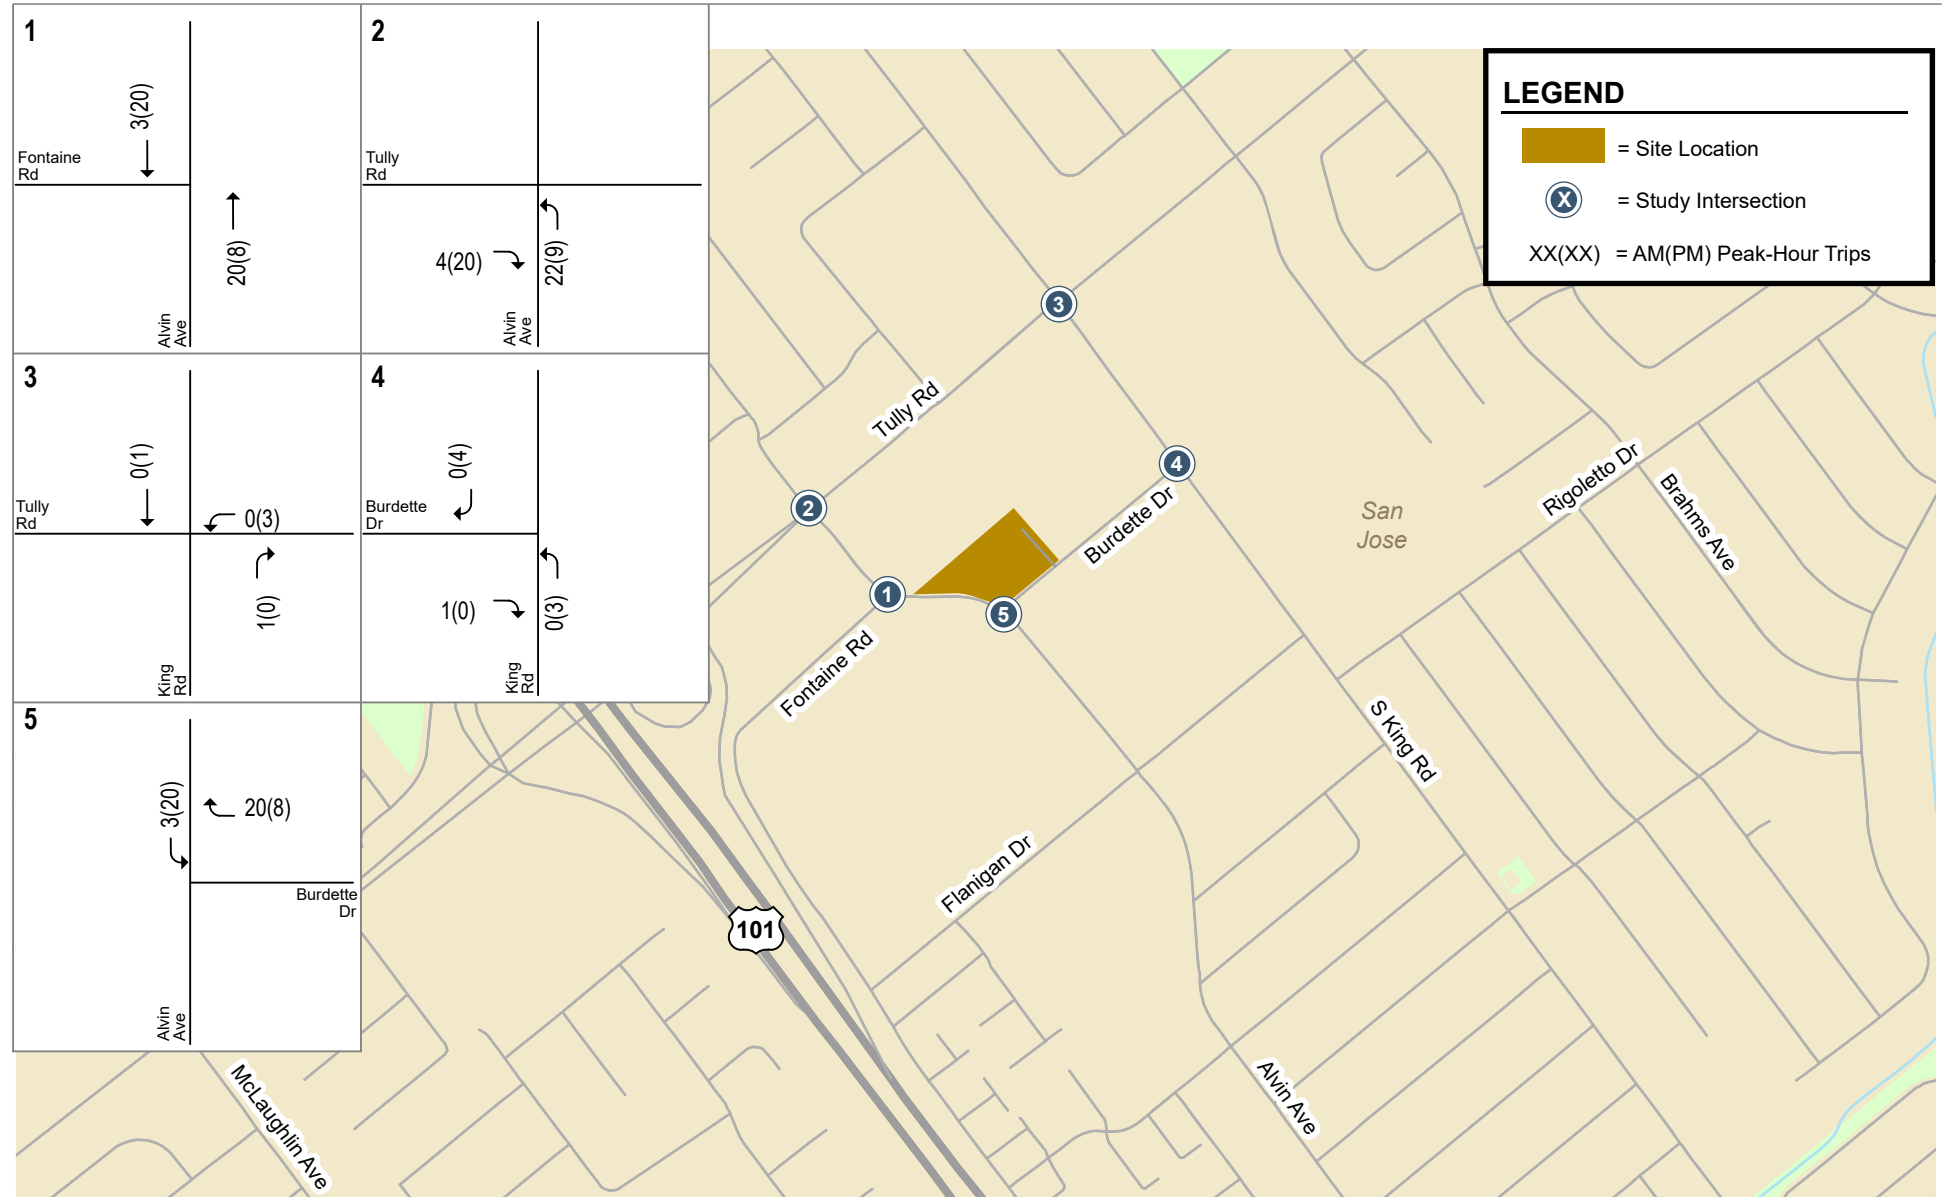 1
3(20)
Fontaine
Rd
20(8)
Alvin
Ave
2
Tully
Rd
4(20)
22(9)
Alvin
Ave
3
0(1)
Tully
Rd
0(3)
1(0)
King
Rd
4
0(4)
Burdette
Dr
1(0)
0(3)
King
Rd
5
3(20)
20(8)
Burdette
Dr
Alvin
Ave
LEGEND
= Site Location
X = Study Intersection
XX(XX) = AM(PM) Peak-Hour Trips
3
Tully Rd
4
2
Burdette Dr
San
Jose
Rigoletto Dr
Brahms Ave
1
5
Fontaine Rd
S King Rd
Flanigan Dr
101
Alvin Ave
McLaughlin Ave